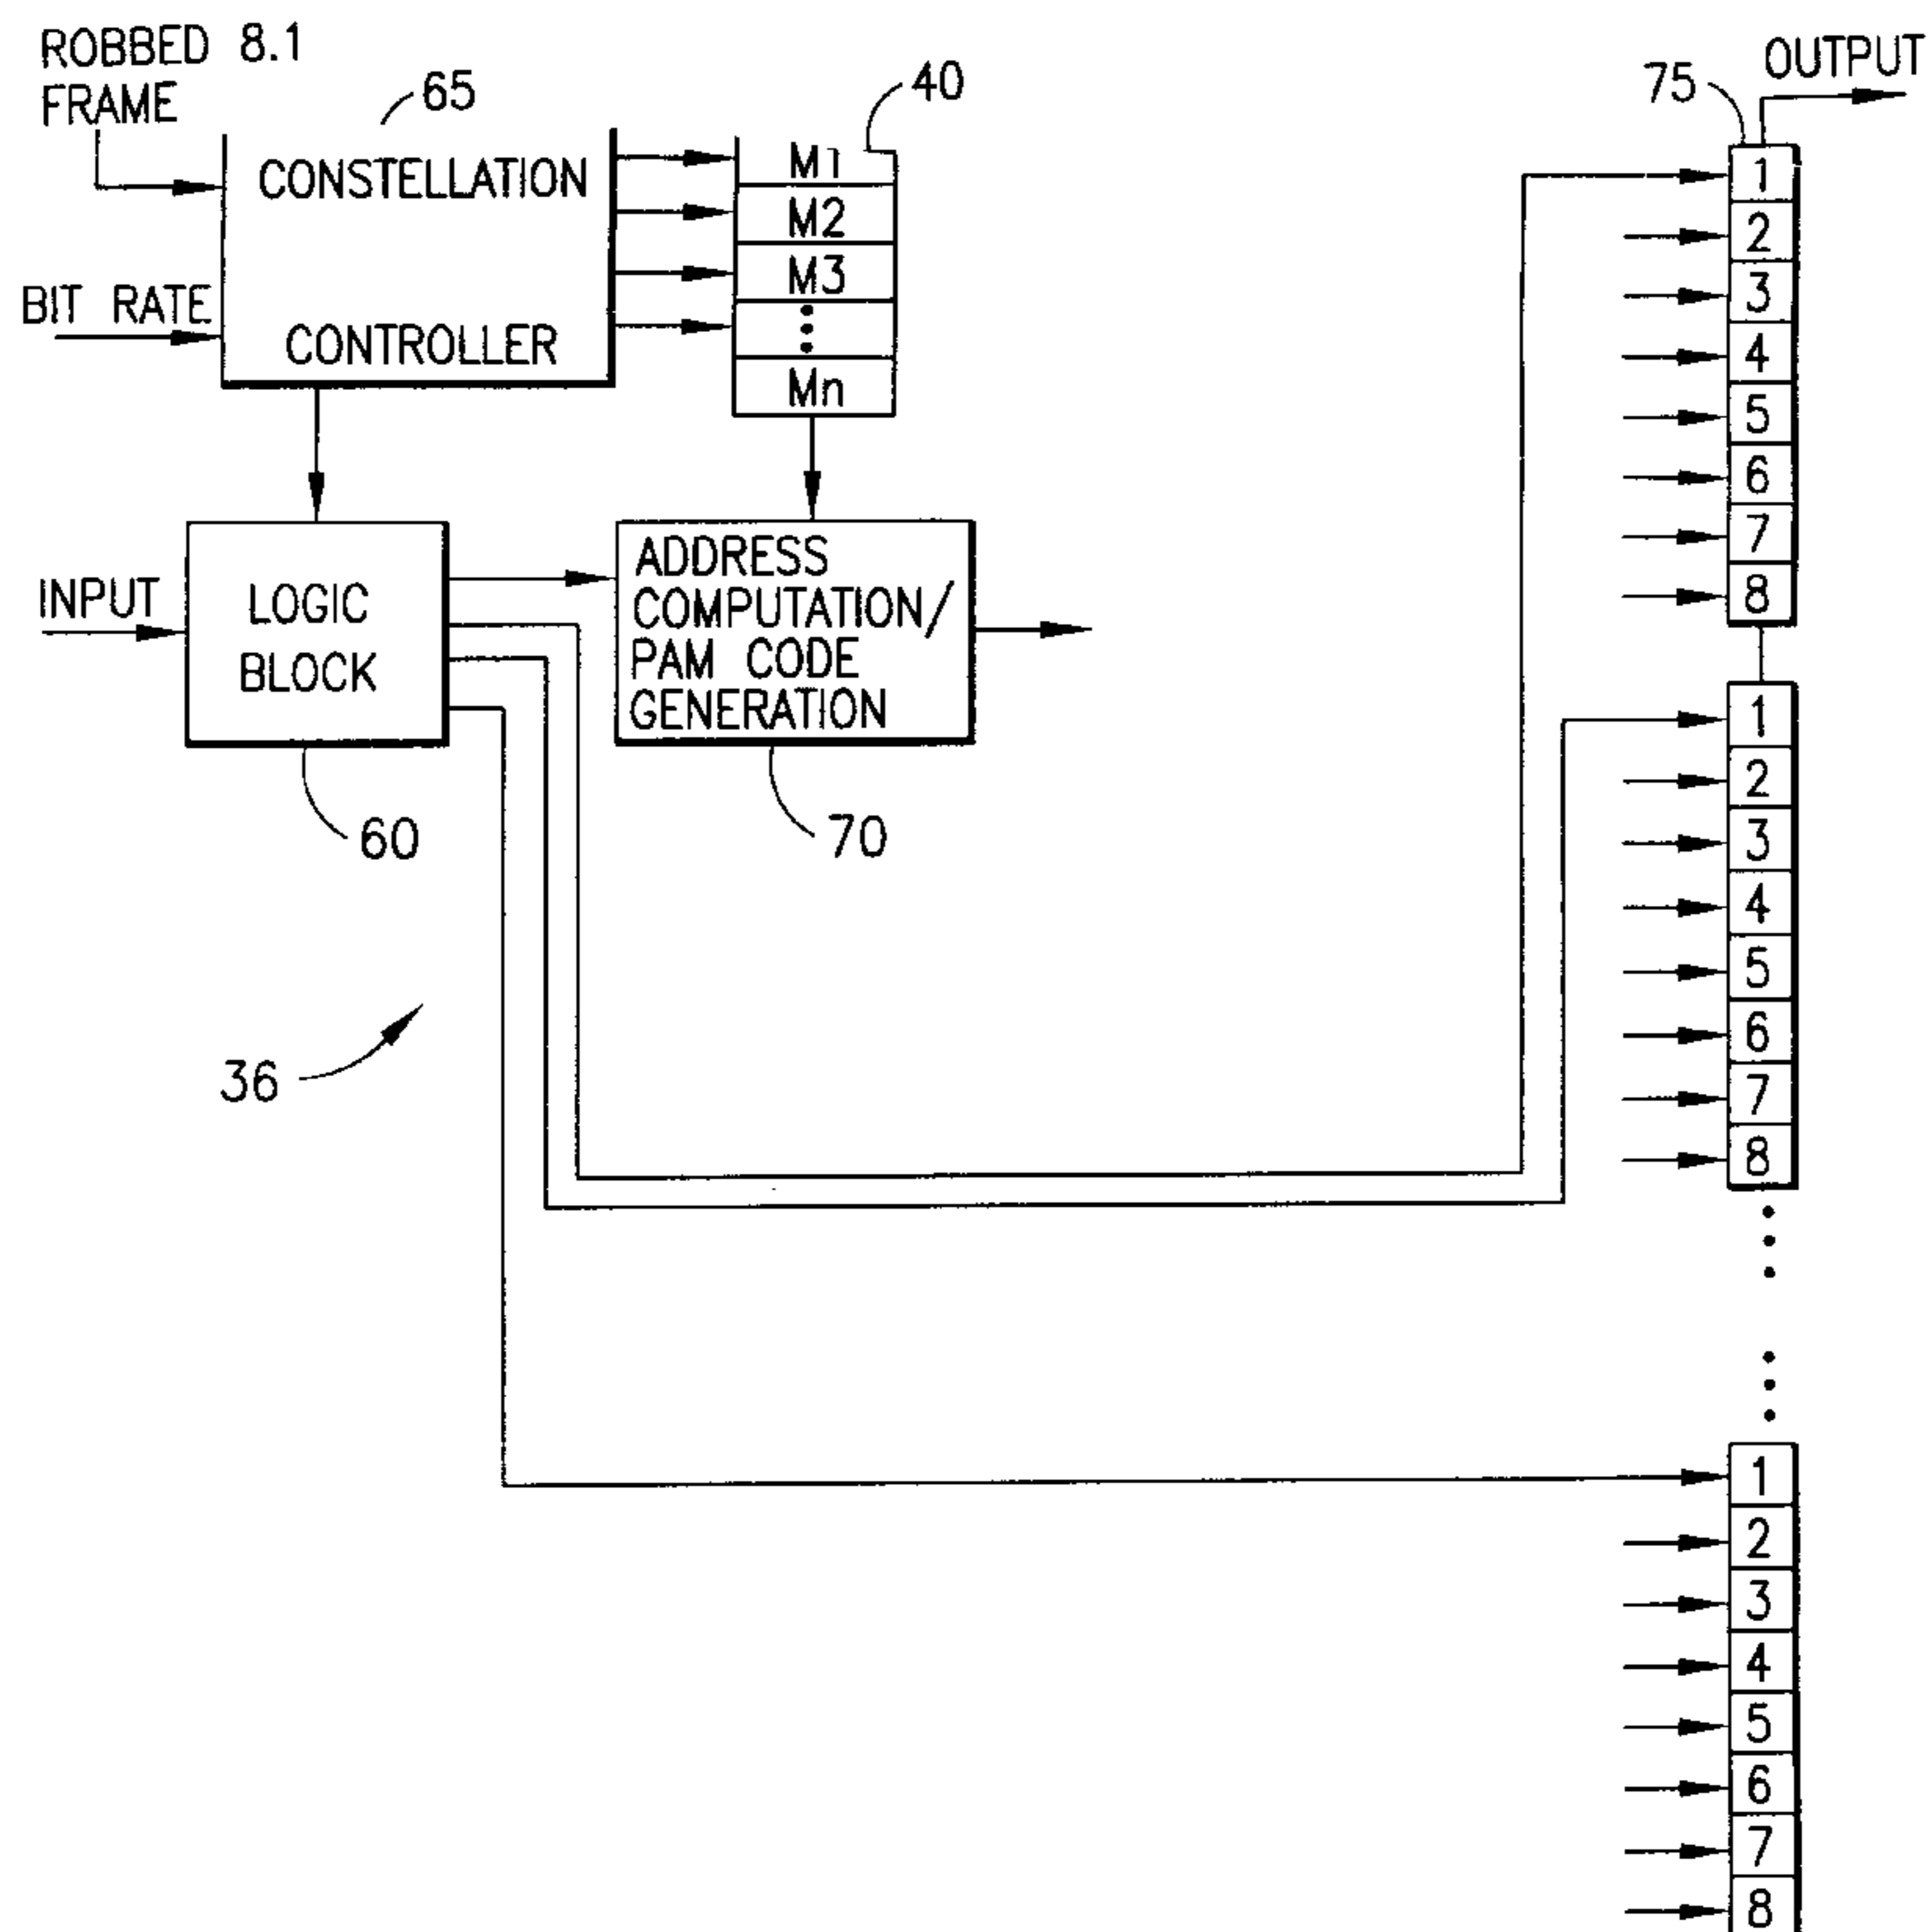 ROBBED 8.1
FRAME
65
40
75
OUTPUT
CONSTELLATION
CONTROLLER
BIT RATE
M1
M2
M3
Mn
1
2
3
4
5
6
7
8
INPUT
LOGIC
BLOCK
ADDRESS
COMPUTATION/
PAM CODE
GENERATION
60
70
36
1
2
3
4
5
6
7
8
1
2
3
4
5
6
7
8